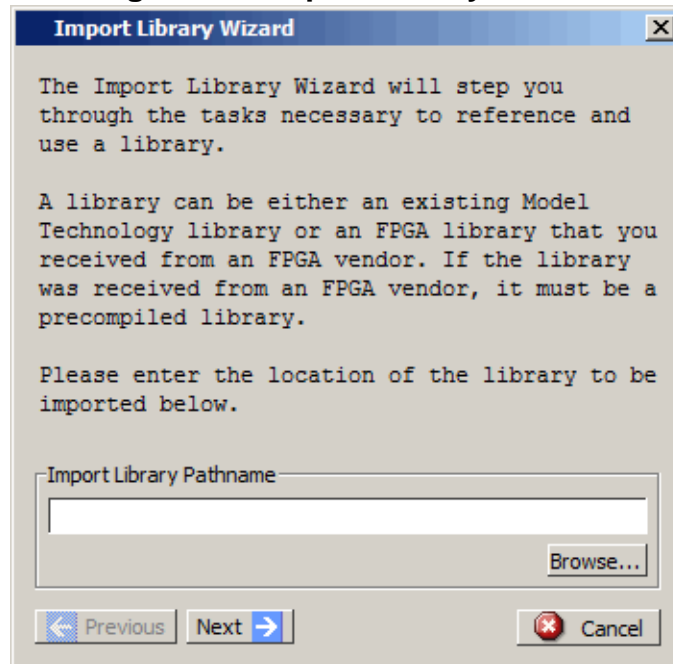 Import Library Wizard
The Import Library Wizard will step you
through the tasks necessary to reference and
use a library.
A library can be either an existing Model
Technology library or an FPGA library that you
received from an FPGA vendor. If the library
was received from an FPGA vendor, it must be a
precompiled library.
Please enter the location of the library to be
imported below.
Import Library Pathname
Browse...
Previous Next Cancel